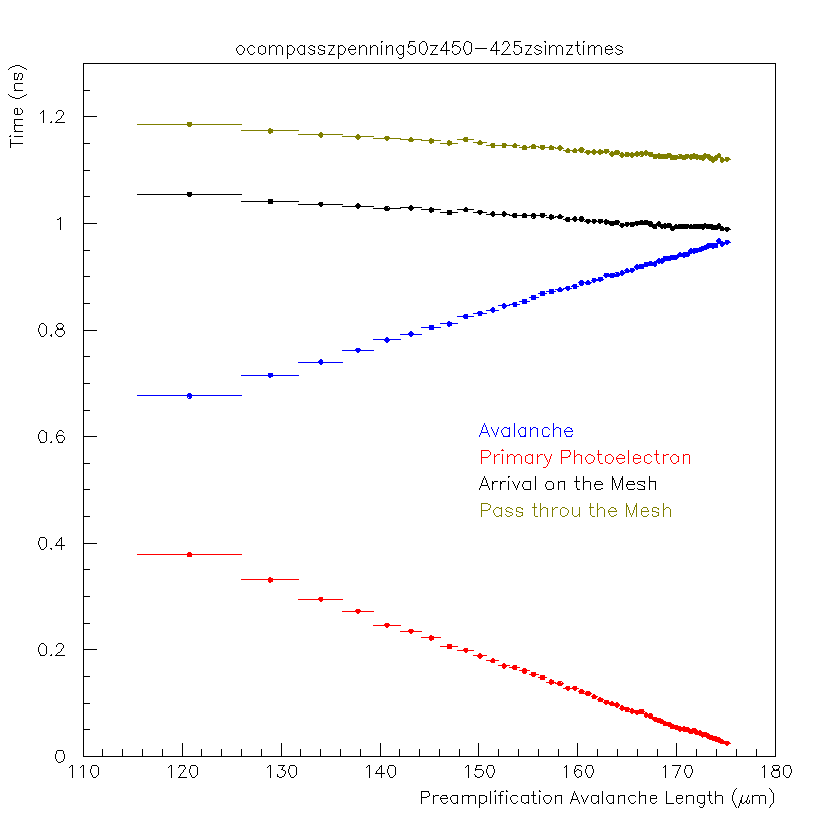 ocompasszpenning50z450-425zsimztimes
Time (ns)
1.2
1
0.8
0.6
0.4
0.2
0
Avalanche
Primary Photoelectron
Arrival on the Mesh
Pass throu the Mesh
110 120 130 140 150 160 170 180
Preamplification Avalanche Length (μm)